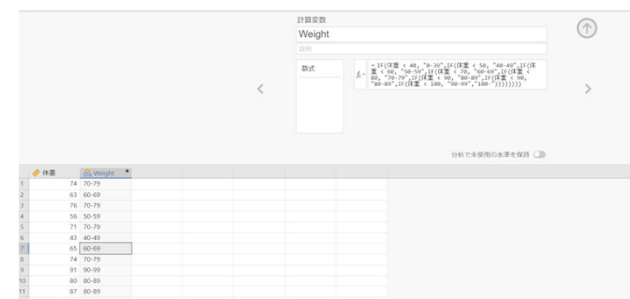 計算変数
Weight
説明
数式
= IF(体重 < 40, "0-39",IF(体重 < 50, "40-49",IF(体
重 < 60, "50-59",IF(体重 < 70, "60-69",IF(体重 <
80, "70-79",IF(体重 < 90, "80-89",IF(体重 < 90,
"80-89",IF(体重 < 100, "90-99","100-"))))))))
分析で未使用の水準を保持
体重 Weight
1 74 70-79
2 63 60-69
3 76 70-79
4 56 50-59
5 71 70-79
6 43 40-49
7 65 60-69
8 74 70-79
9 91 90-99
10 80 80-89
11 87 80-89